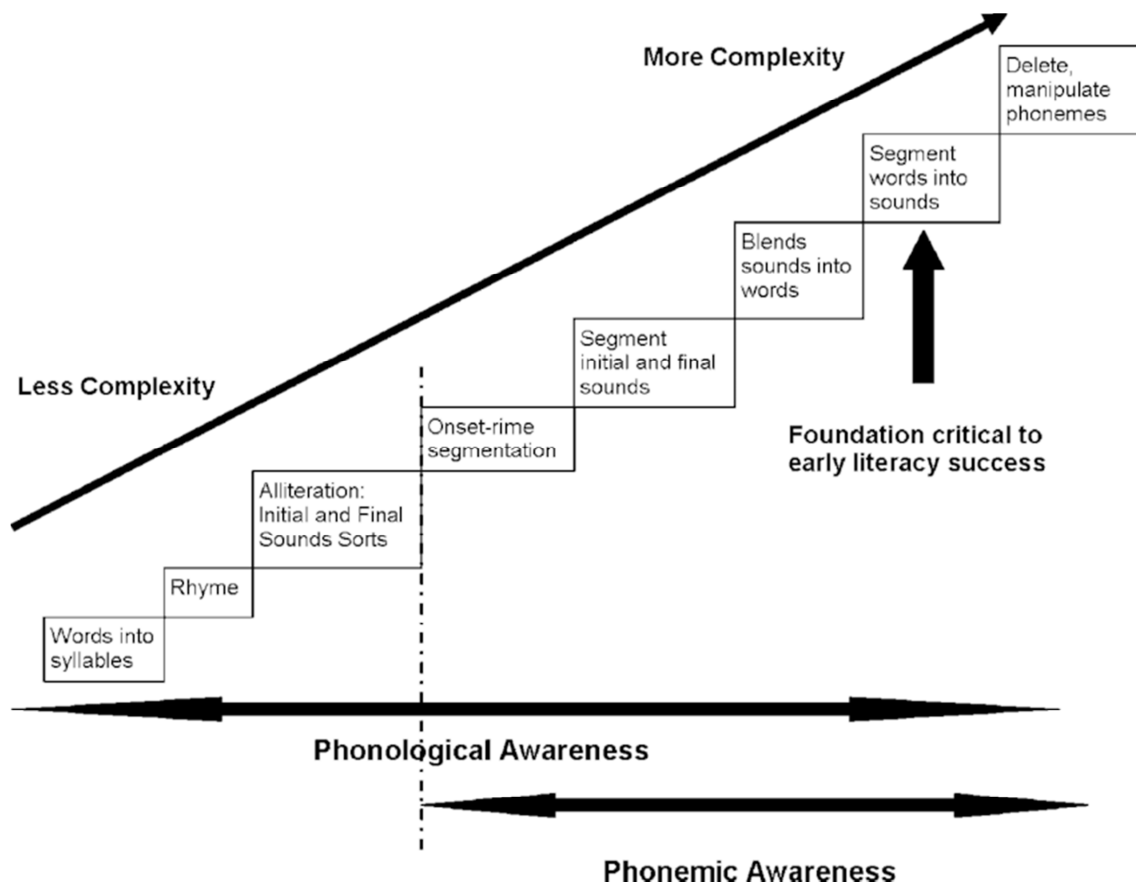 More Complexity
Delete,
manipulate
phonemes
Segment
words into
sounds
Blends
sounds into
words
Segment
initial and final
sounds
Less Complexity
Onset-rime
segmentation
Foundation critical to
early literacy success
Alliteration:
Initial and Final
Sounds Sorts
Rhyme
Words into
syllables
Phonological Awareness
Phonemic Awareness